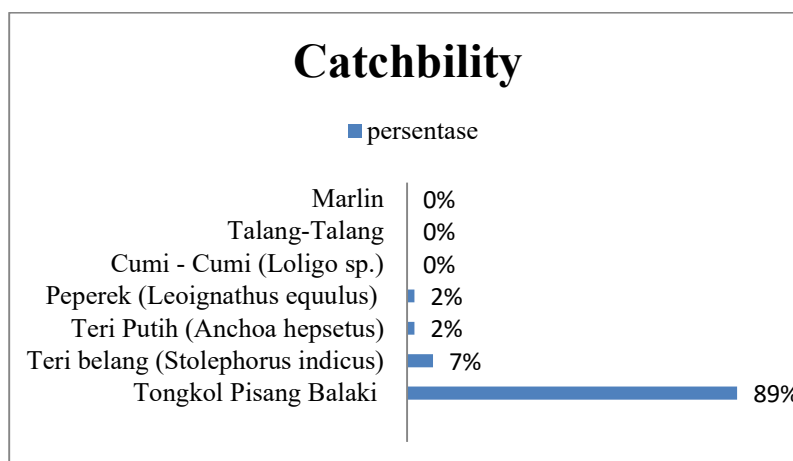 Catchbility
persentase
Marlin 0%
Talang-Talang 0%
Cumi - Cumi (Loligo sp.) 0%
Peperek (Leoignathus equulus) 2%
Teri Putih (Anchoa hepsetus) 2%
Teri belang (Stolephorus indicus) 7%
Tongkol Pisang Balaki 89%